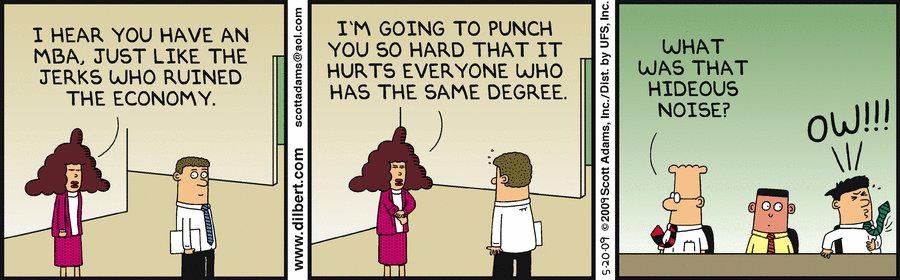 I HEAR YOU HAVE AN
MBA, JUST LIKE THE
JERKS WHO RUINED
THE ECONOMY.
www.dilbert.com
scottadams@aol.com
I'M GOING TO PUNCH
YOU SO HARD THAT IT
HURTS EVERYONE WHO
HAS THE SAME DEGREE.
5-2-09 ©2009 Scott Adams, Inc./Dist. by UFS, Inc.
WHAT
WAS THAT
HIDEOUS
NOISE?
OW!!!